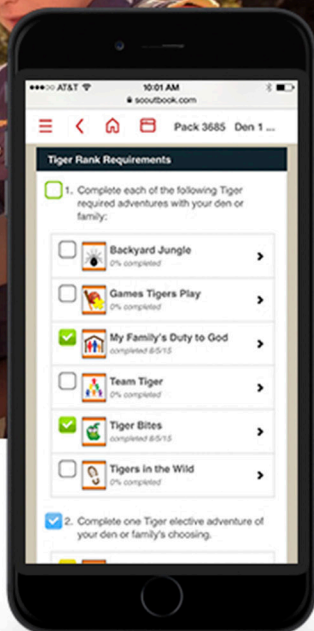 AT&T 10:01 AM
scoutbook.com
Pack 3685 Den 1 ...
Tiger Rank Requirements
1. Complete each of the following Tiger
required adventures with your den or
family:
Backyard Jungle
0% completed
Games Tigers Play
0% completed
My Family's Duty to God
completed 8/5/15
Team Tiger
0% completed
Tiger Bites
completed 8/5/15
Tigers in the Wild
0% completed
2. Complete one Tiger elective adventure of
your den or family's choosing.